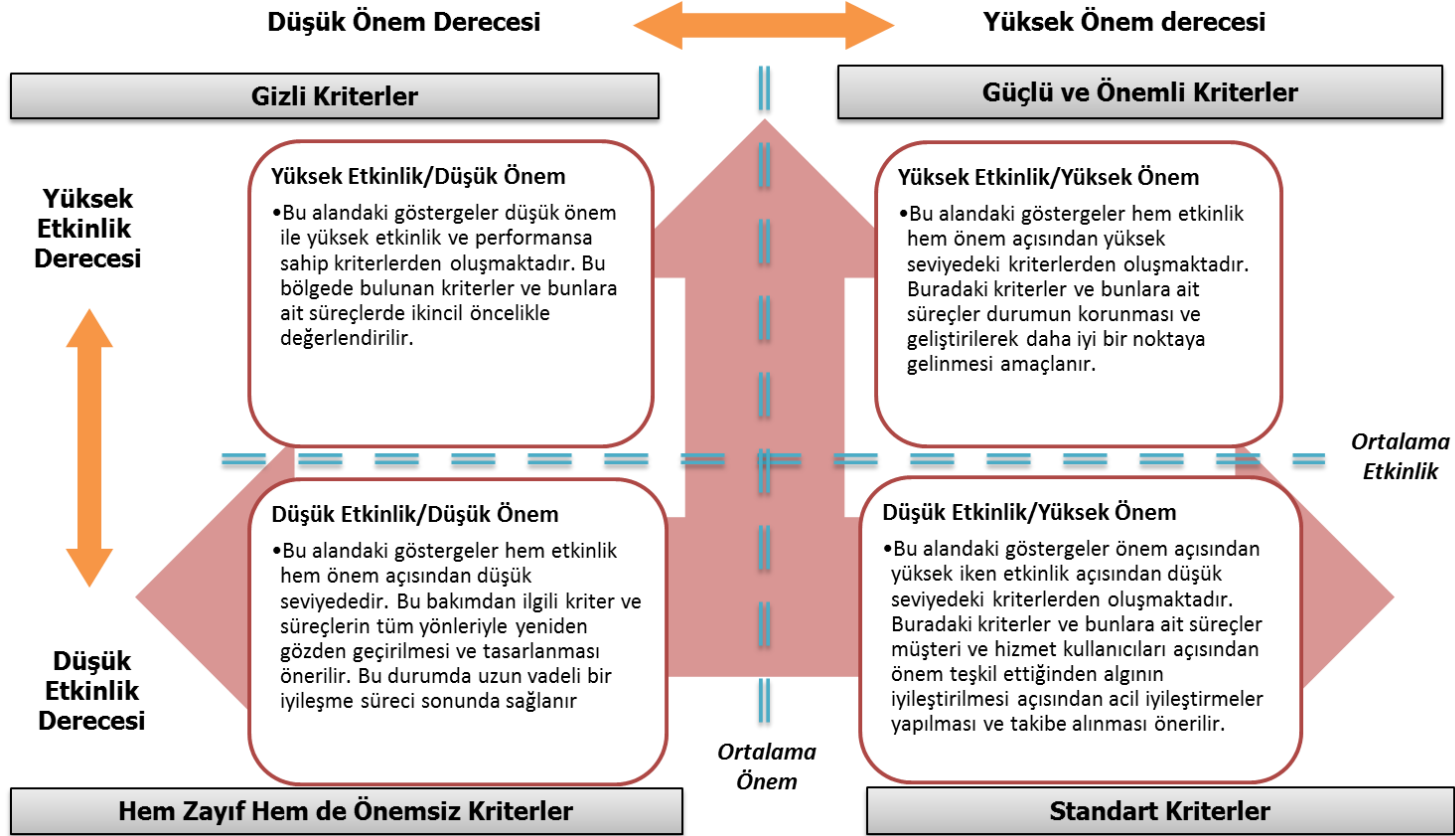 Düşük Önem Derecesi
Yüksek Önem derecesi
Gizli Kriterler
Güçlü ve Önemli Kriterler
Yüksek
Etkinlik
Derecesi
Yüksek Etkinlik/Düşük Önem
•Bu alandaki göstergeler düşük önem
ile yüksek etkinlik ve performansa
sahip kriterlerden oluşmaktadır. Bu
bölgede bulunan kriterler ve bunlara
ait süreçlerde ikincil öncelikle
değerlendirilir.
Yüksek Etkinlik/Yüksek Önem
•Bu alandaki göstergeler hem etkinlik
hem önem açısından yüksek
seviyedeki kriterlerden oluşmaktadır.
Buradaki kriterler ve bunlara ait
süreçler durumun korunması ve
geliştirilerek daha iyi bir noktaya
gelinmesi amaçlanır.
Ortalama
Etkinlik
Düşük Etkinlik/Düşük Önem
•Bu alandaki göstergeler hem etkinlik
hem önem açısından düşük
seviyededir. Bu bakımdan ilgili kriter ve
süreçlerin tüm yönleriyle yeniden
gözden geçirilmesi ve tasarlanması
önerilir. Bu durumda uzun vadeli bir
iyileşme süreci sonunda sağlanır
Düşük Etkinlik/Yüksek Önem
•Bu alandaki göstergeler önem açısından
yüksek iken etkinlik açısından düşük
seviyedeki kriterlerden oluşmaktadır.
Buradaki kriterler ve bunlara ait süreçler
müşteri ve hizmet kullanıcıları açısından
önem teşkil ettiğinden algının
iyileştirilmesi açısından acil iyileştirmeler
yapılması ve takibe alınması önerilir.
Düşük
Etkinlik
Derecesi
Ortalama
Önem
Hem Zayıf Hem de Önemsiz Kriterler
Standart Kriterler